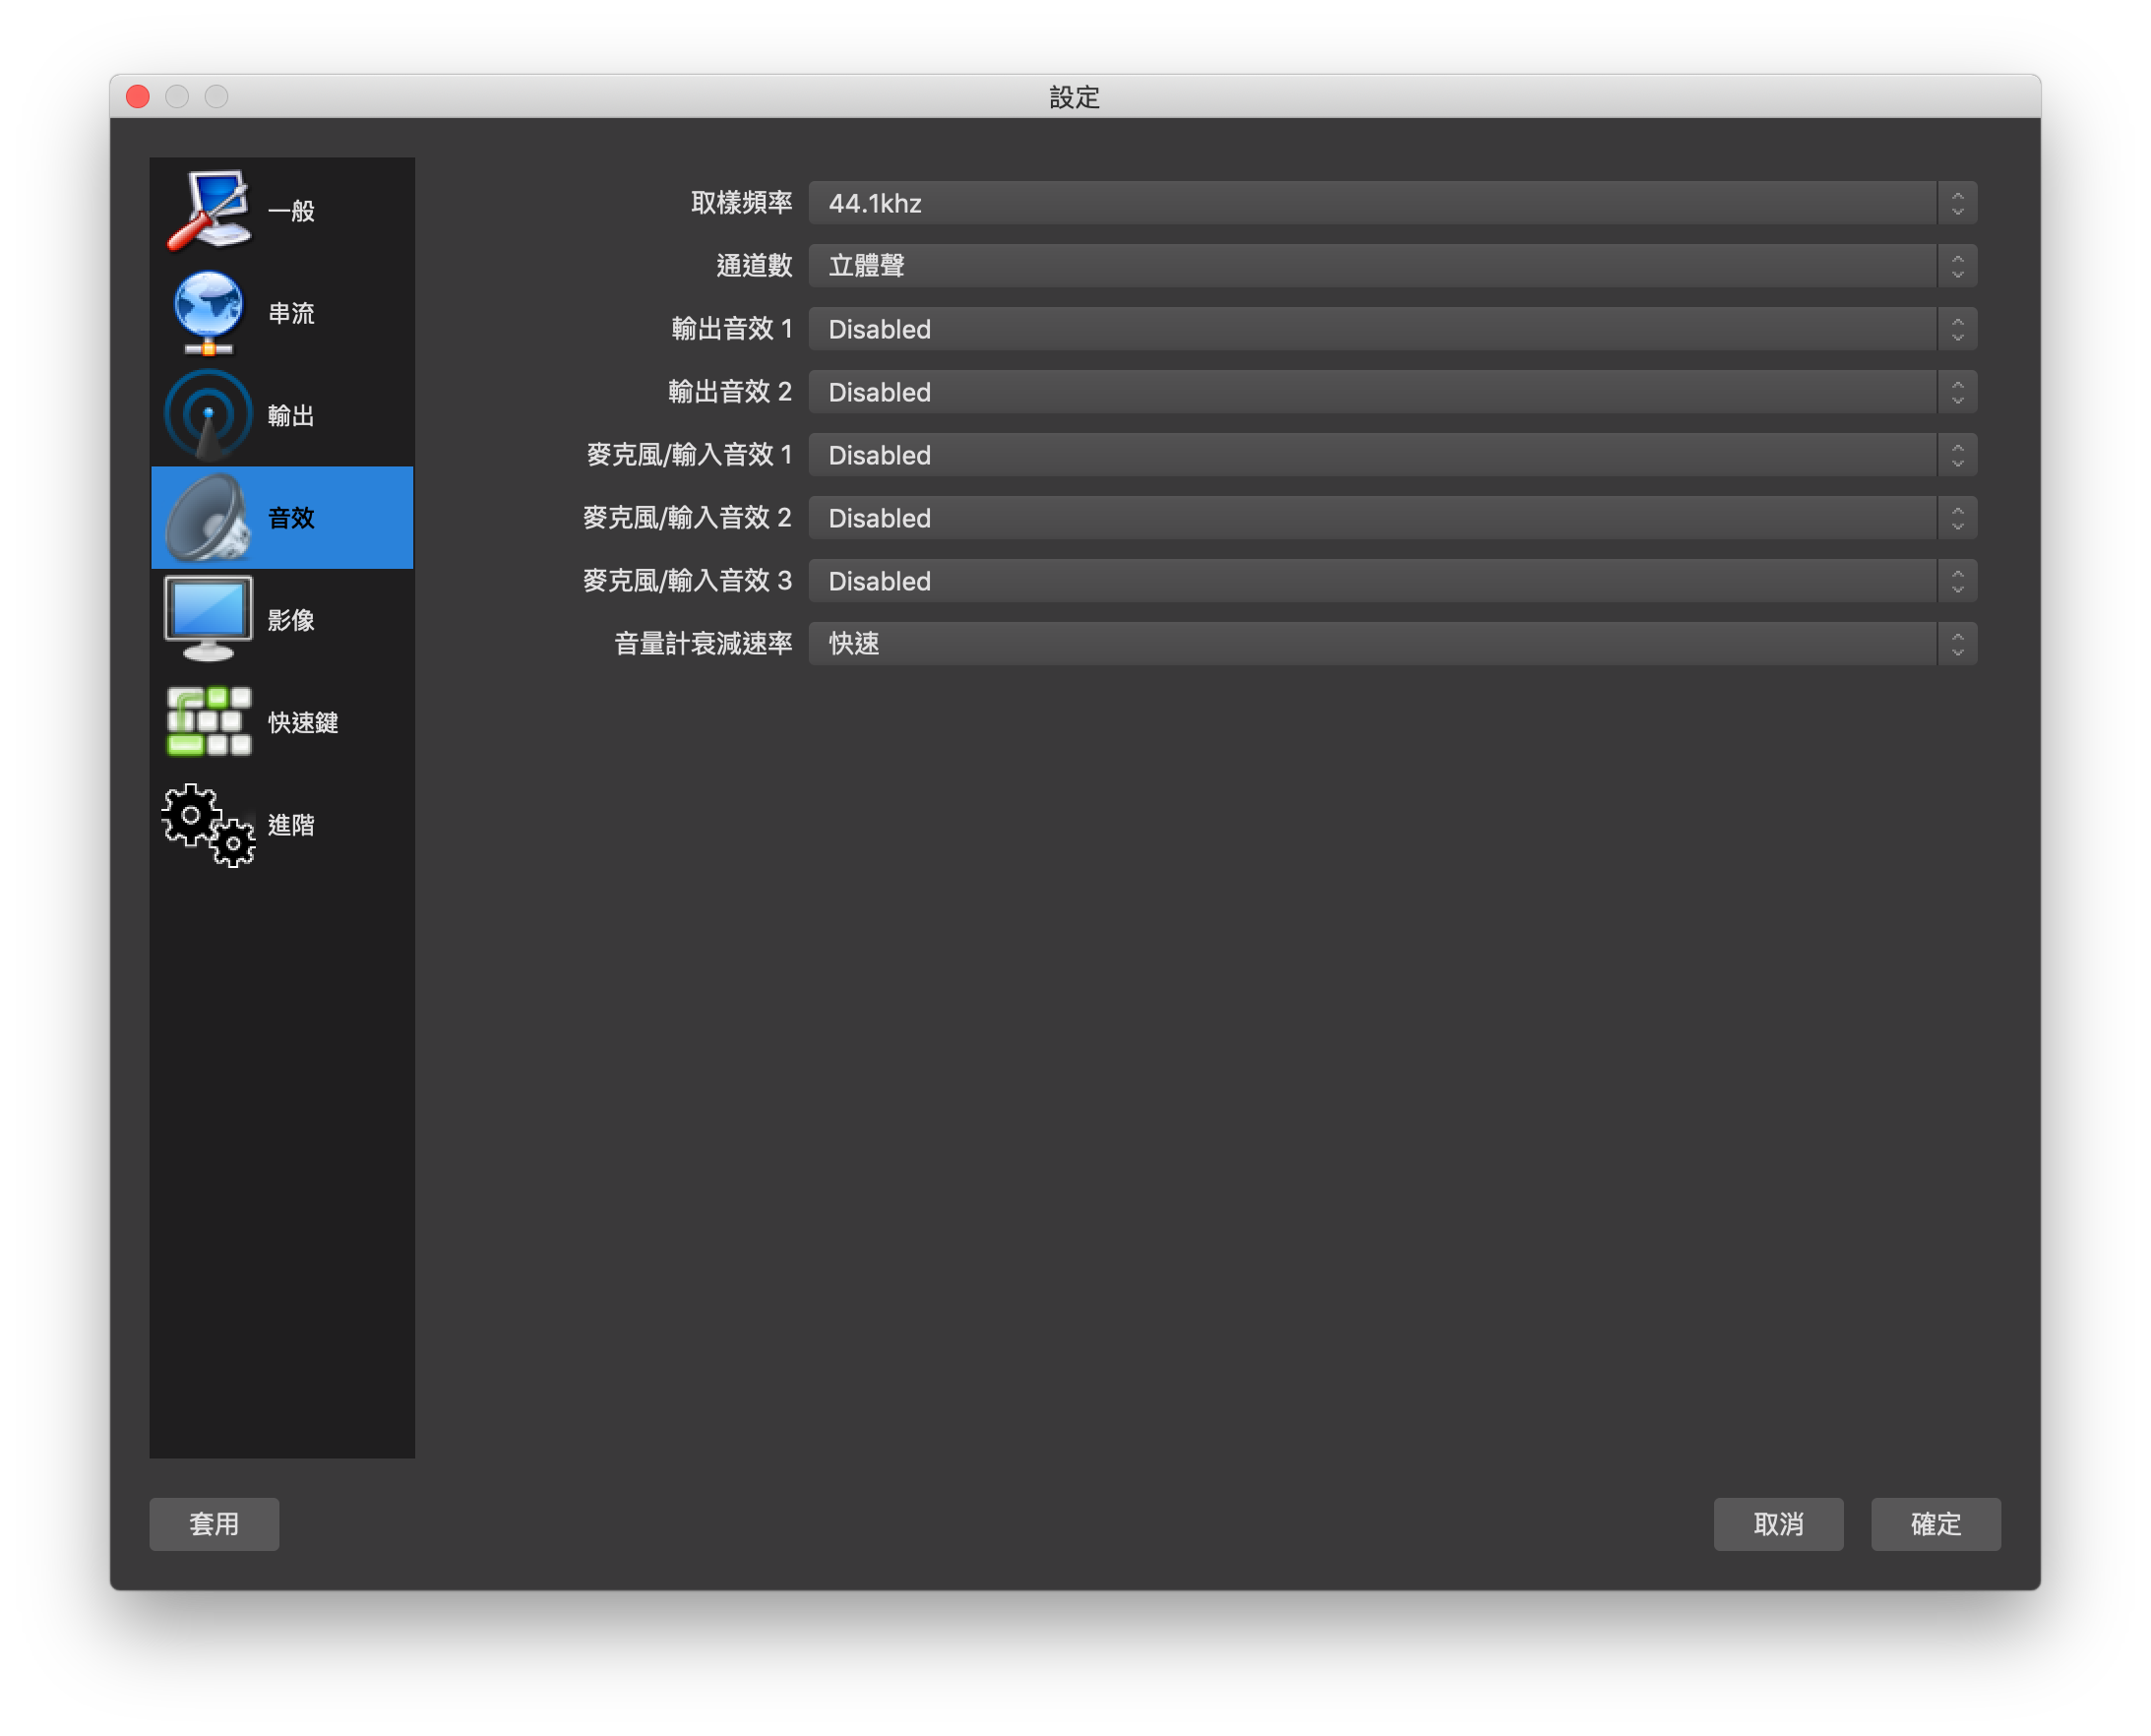 設定
一般
串流
輸出
音效
影像
快速鍵
進階
取樣頻率 44.1khz
通道數 立體聲
輸出音效 1 Disabled
輸出音效 2 Disabled
麥克風/輸入音效 1 Disabled
麥克風/輸入音效 2 Disabled
麥克風/輸入音效 3 Disabled
音量計衰減速率 快速
套用 取消 確定